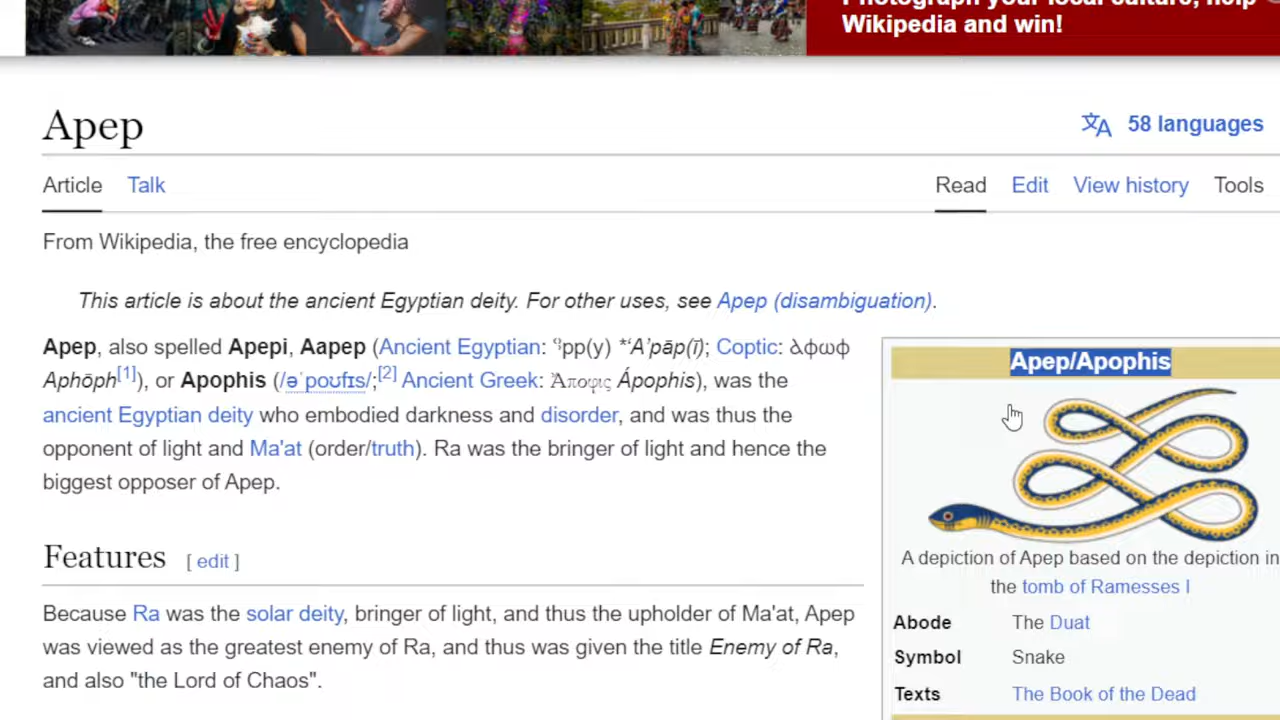 Wikipedia and win!
Apep
58 languages
Article Talk
Read Edit View history Tools
From Wikipedia, the free encyclopedia
This article is about the ancient Egyptian deity. For other uses, see Apep (disambiguation).
Apep, also spelled Apepi, Aapep (Ancient Egyptian: ꜥpp(y) *ʻAʼpāp(ī); Coptic: ⲁⲫⲱⲫ
Aphōph[1]), or Apophis (/əˈpoʊfɪs/;[2] Ancient Greek: Ἄποφις Ápophis), was the
ancient Egyptian deity who embodied darkness and disorder, and was thus the
opponent of light and Ma'at (order/truth). Ra was the bringer of light and hence the
biggest opposer of Apep.
Features [ edit ]
Because Ra was the solar deity, bringer of light, and thus the upholder of Ma'at, Apep
was viewed as the greatest enemy of Ra, and thus was given the title Enemy of Ra,
and also "the Lord of Chaos".
Apep/Apophis
A depiction of Apep based on the depiction in
the tomb of Ramesses I
Abode The Duat
Symbol Snake
Texts The Book of the Dead